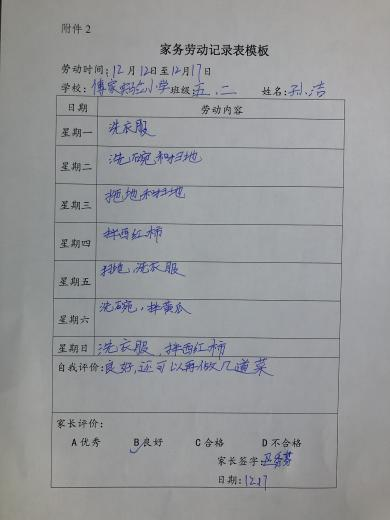 附件2
家务劳动记录表模板
劳动时间:12月12日至12月17日
学校:傅家实验小学班级:五.二 姓名:孙洁
日期 劳动内容
星期一 洗衣服
星期二 洗碗和扫地
星期三 拖地和扫地
星期四 拌西红柿
星期五 扫地,洗衣服
星期六 洗碗,拌黄瓜
星期日 洗衣服,拌西红柿
自我评价:良好,还可以再做几道菜
家长评价:
A优秀 B良好 C合格 D不合格
家长签字:
日期:12.17